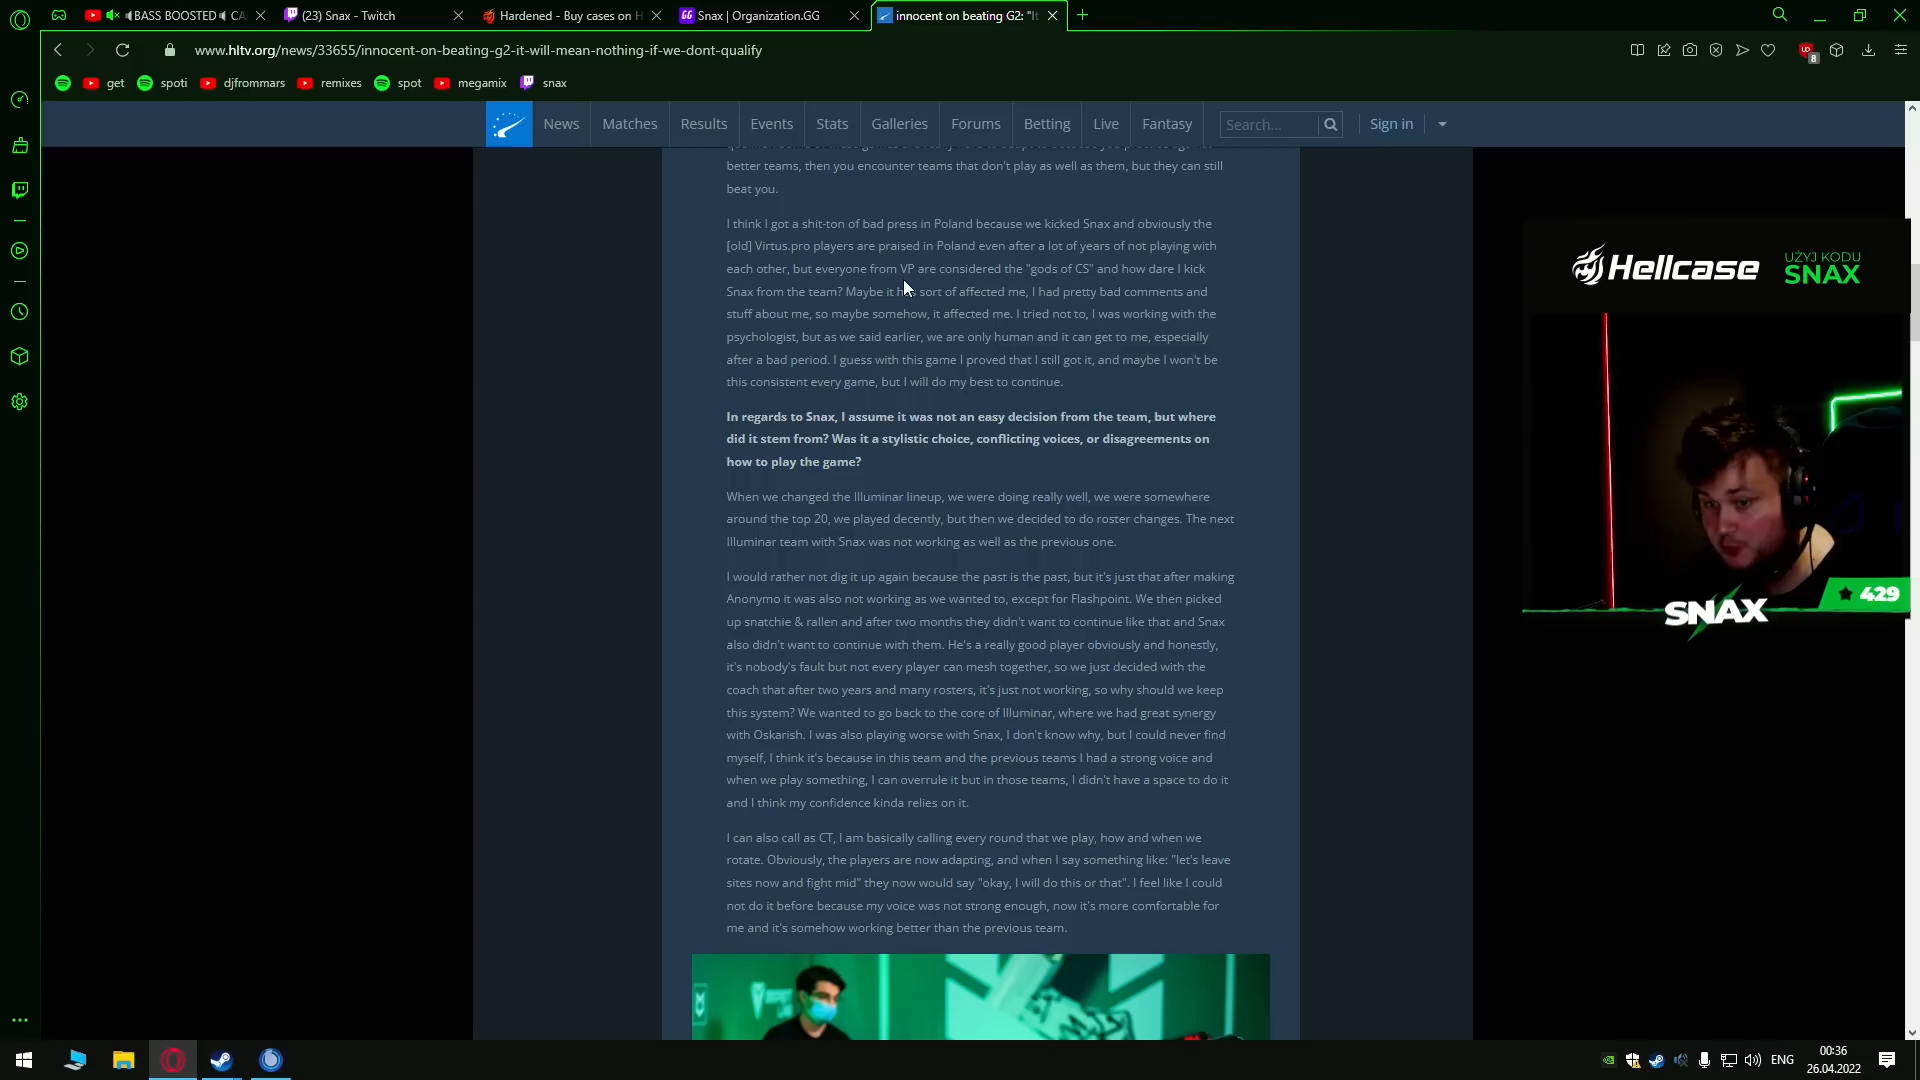 BASS BOOSTED CA
(23) Snax - Twitch
Hardened - Buy cases on H
Snax | Organization.GG
innocent on beating G2: "It
www.hltv.org/news/33655/innocent-on-beating-g2-it-will-mean-nothing-if-we-dont-qualify
8
get
spoti
djfrommars
remixes
spot
megamix
snax
News
Matches
Results
Events
Stats
Galleries
Forums
Betting
Live
Fantasy
Search...
Sign in
better teams, then you encounter teams that don't play as well as them, but they can still
beat you.
I think I got a shit-ton of bad press in Poland because we kicked Snax and obviously the
[old] Virtus.pro players are praised in Poland even after a lot of years of not playing with
each other, but everyone from VP are considered the "gods of CS" and how dare I kick
Snax from the team? Maybe it sort of affected me, I had pretty bad comments and
stuff about me, so maybe somehow, it affected me. I tried not to, I was working with the
psychologist, but as we said earlier, we are only human and it can get to me, especially
after a bad period. I guess with this game I proved that I still got it, and maybe I won't be
this consistent every game, but I will do my best to continue.
In regards to Snax, I assume it was not an easy decision from the team, but where
did it stem from? Was it a stylistic choice, conflicting voices, or disagreements on
how to play the game?
When we changed the Illuminar lineup, we were doing really well, we were somewhere
around the top 20, we played decently, but then we decided to do roster changes. The next
Illuminar team with Snax was not working as well as the previous one.
I would rather not dig it up again because the past is the past, but it's just that after making
Anonymo it was also not working as we wanted to, except for Flashpoint. We then picked
up snatchie & rallen and after two months they didn't want to continue like that and Snax
also didn't want to continue with them. He's a really good player obviously and honestly,
it's nobody's fault but not every player can mesh together, so we just decided with the
coach that after two years and many rosters, it's just not working, so why should we keep
this system? We wanted to go back to the core of Illuminar, where we had great synergy
with Oskarish. I was also playing worse with Snax, I don't know why, but I could never find
myself, I think it's because in this team and the previous teams I had a strong voice and
when we play something, I can overrule it but in those teams, I didn't have a space to do it
and I think my confidence kinda relies on it.
I can also call as CT, I am basically calling every round that we play, how and when we
rotate. Obviously, the players are now adapting, and when I say something like: "let's leave
sites now and fight mid" they now would say "okay, I will do this or that". I feel like I could
not do it before because my voice was not strong enough, now it's more comfortable for
me and it's somehow working better than the previous team.
Hellcase
UŻYJ KODU
SNAX
429
SNAX
ENG
00:36
26.04.2022